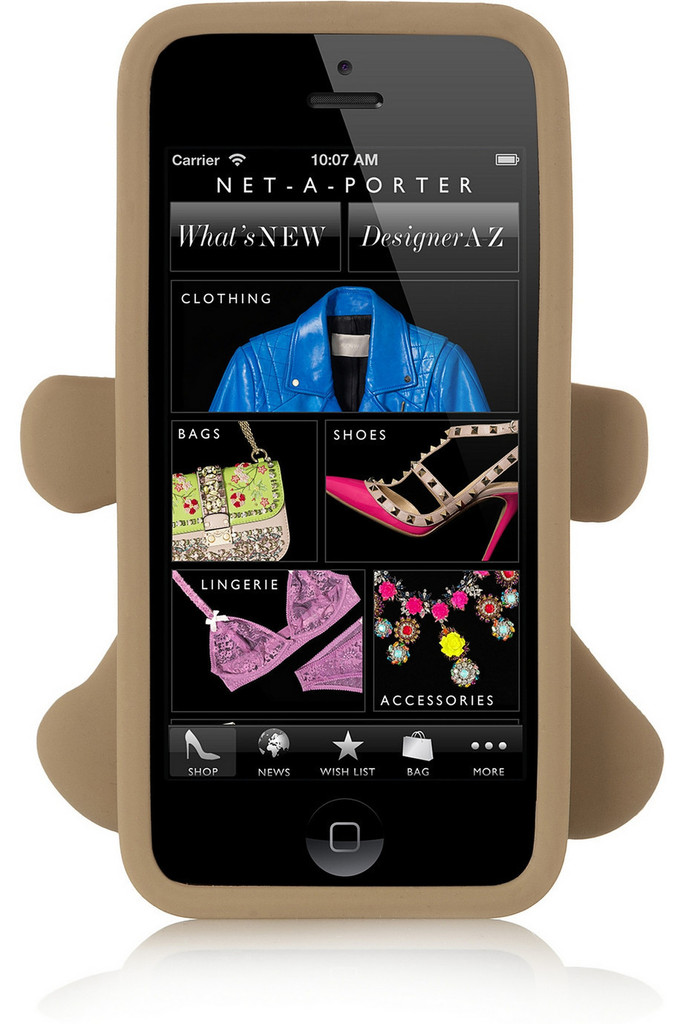 Carrier 10:07 AM
NET-A-PORTER
What's NEW Designer A-Z
CLOTHING
BAGS SHOES
LINGERIE
ACCESSORIES
SHOP NEWS WISH LIST BAG MORE